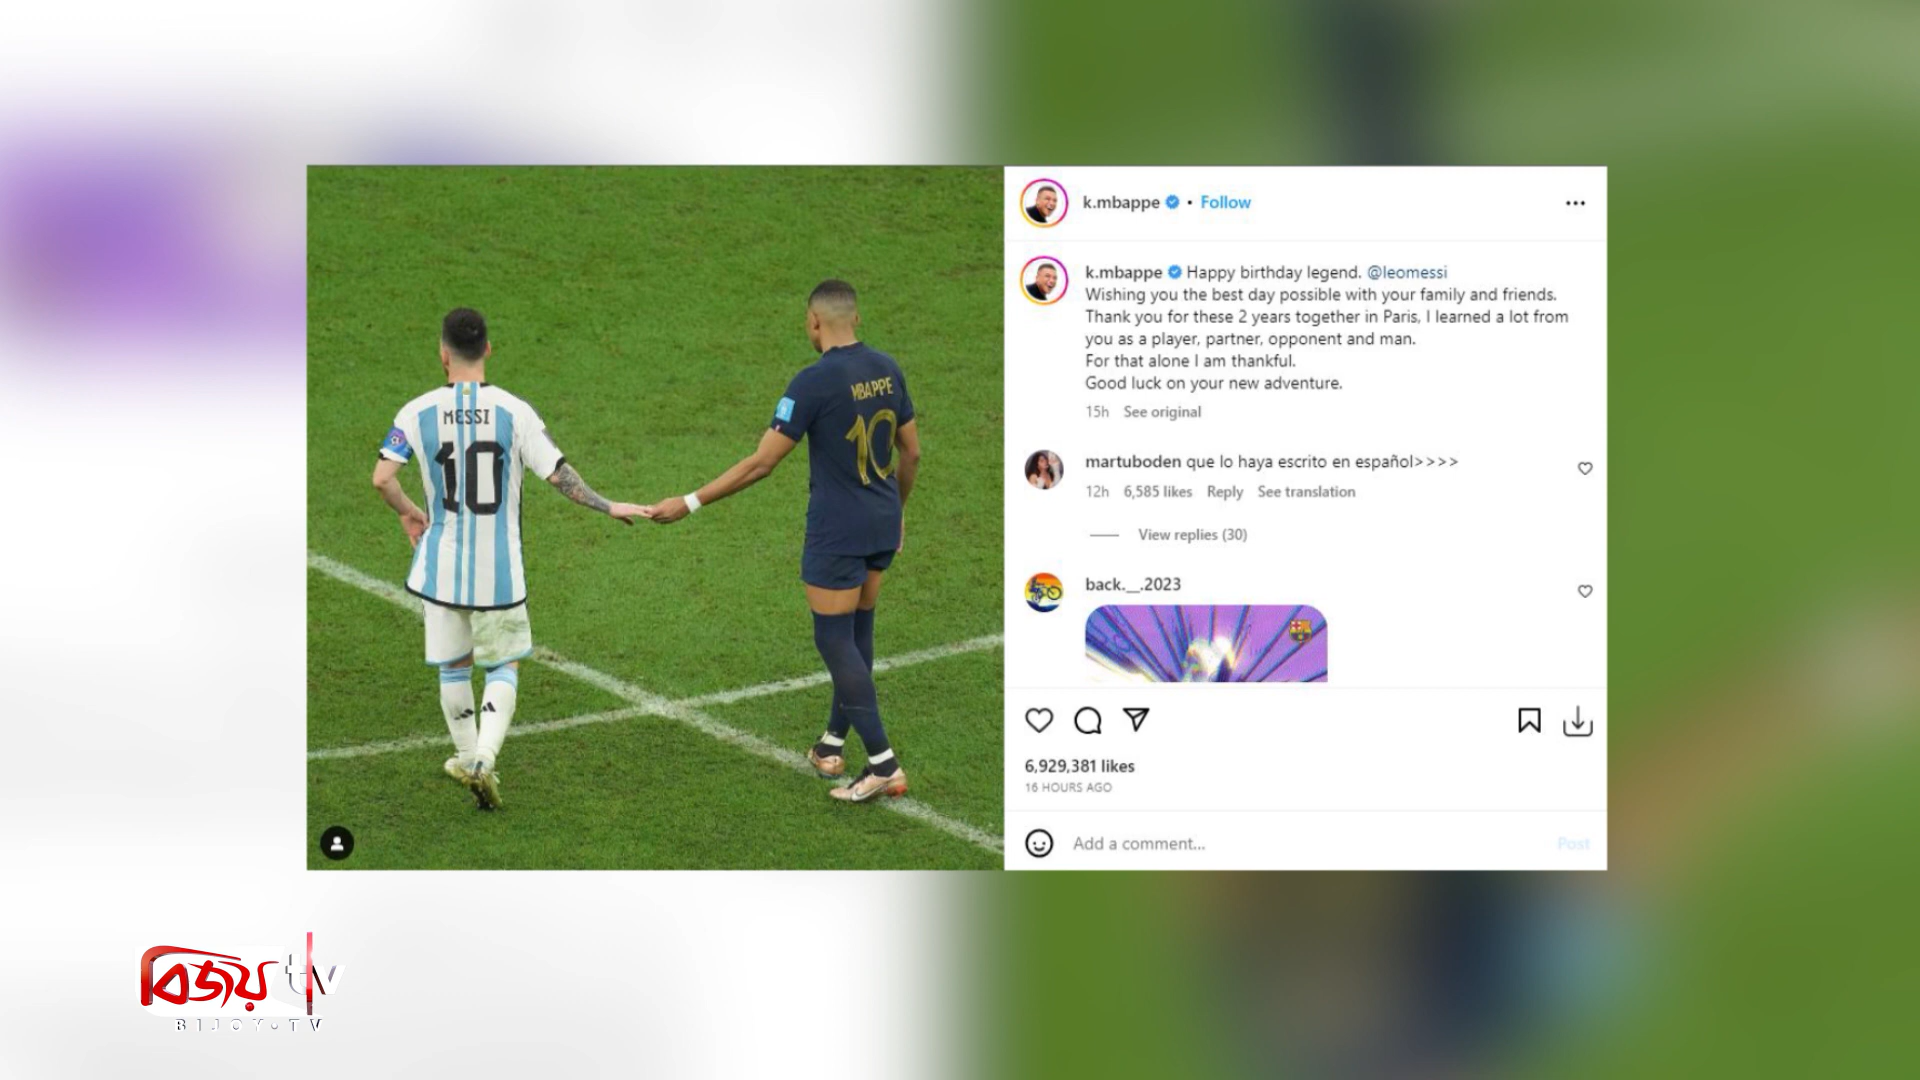 k.mbappe • Follow
k.mbappe Happy birthday legend. @leomessi
Wishing you the best day possible with your family and friends.
Thank you for these 2 years together in Paris, I learned a lot from
you as a player, partner, opponent and man.
For that alone I am thankful.
Good luck on your new adventure.
15h See original
martuboden que lo haya escrito en español>>>>
12h 6,585 likes Reply See translation
View replies (30)
back.__.2023
6,929,381 likes
16 HOURS AGO
Add a comment...
Post
MESSI
10
MBAPPE
10
বিজয় tv
BIJOY TV